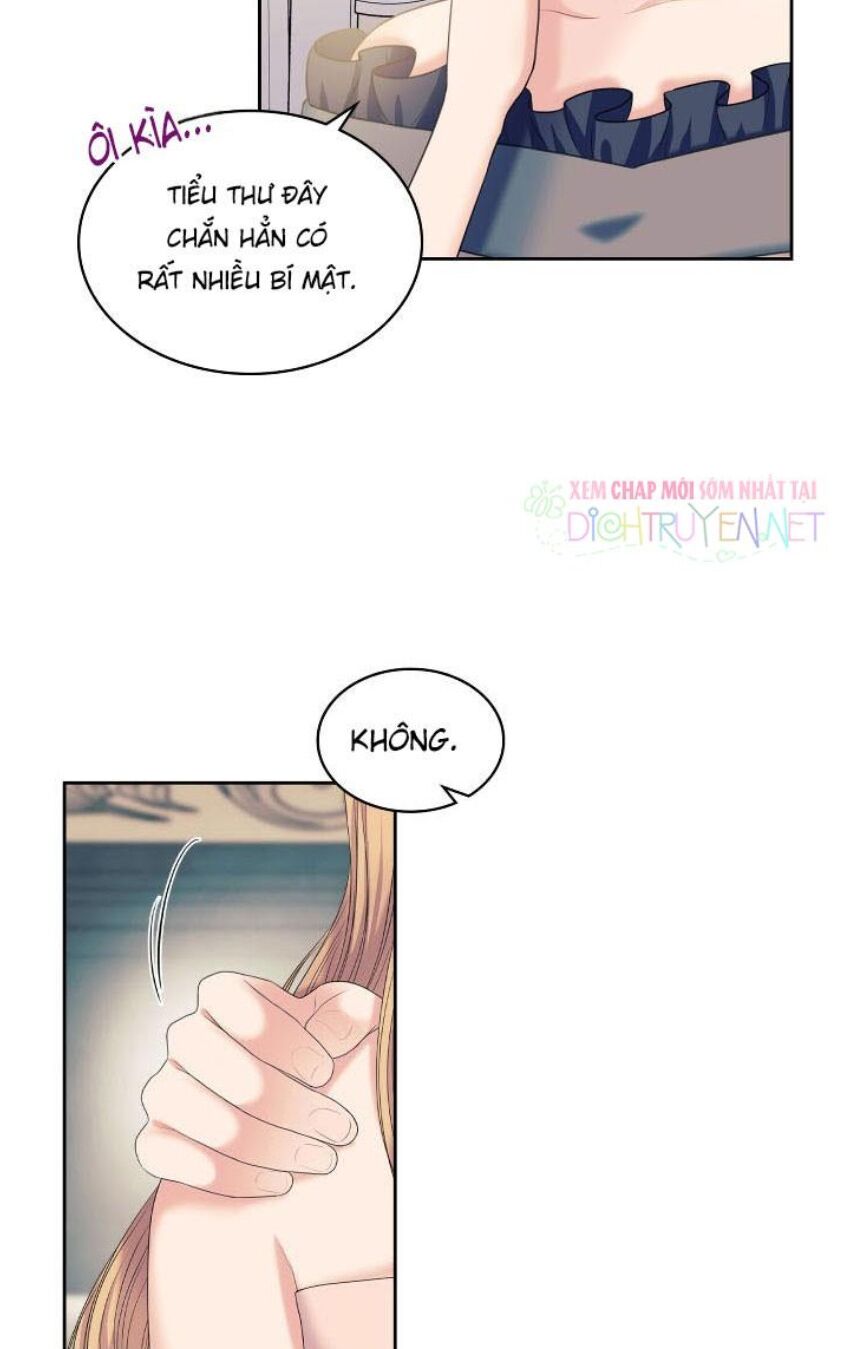 ÔI KÌA...
TIỂU THƯ ĐÂY
CHẮN HẲN CÓ
RẤT NHIỀU BÍ MẬT.
XEM CHAP MỚI SỚM NHẤT TẠI
DICHTRUYEN.NET
KHÔNG.